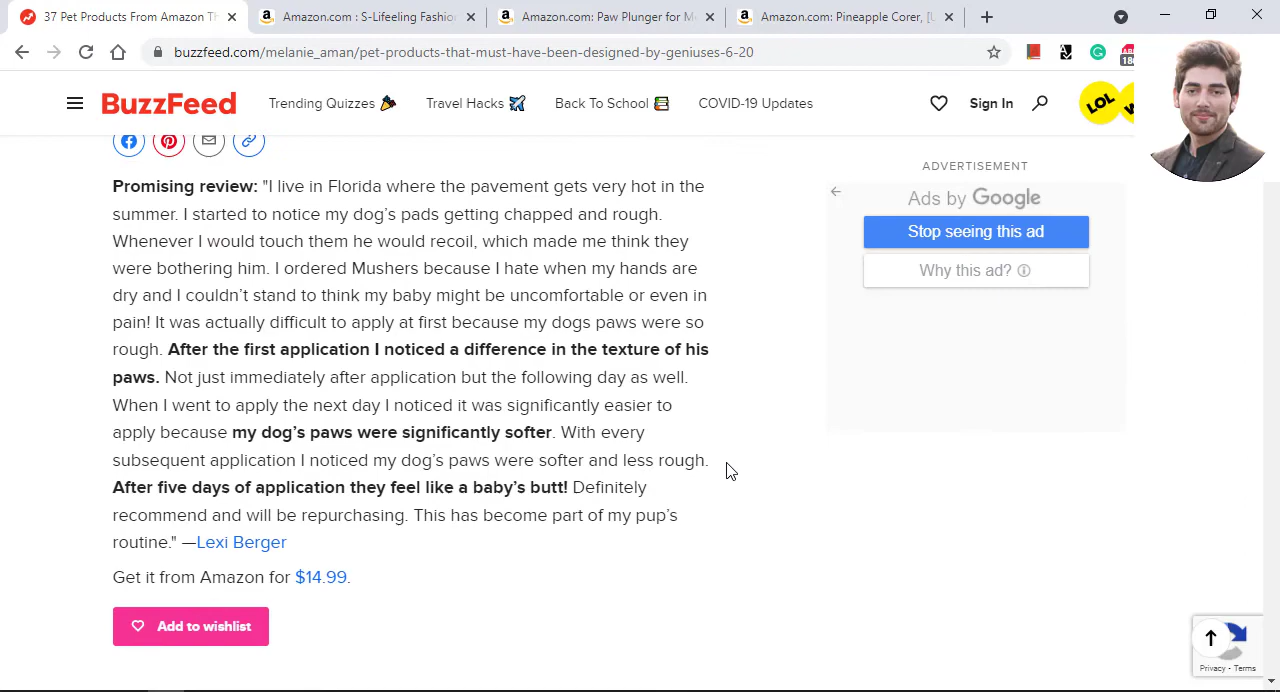 37 Pet Products From Amazon Th
Amazon.com : S-Lifeeling Fashio
Amazon.com: Paw Plunger for M
Amazon.com: Pineapple Corer, [U
buzzfeed.com/melanie_aman/pet-products-that-must-have-been-designed-by-geniuses-6-20
BuzzFeed
Trending Quizzes
Travel Hacks
Back To School
COVID-19 Updates
Sign In
LOL
Promising review: "I live in Florida where the pavement gets very hot in the
summer. I started to notice my dog’s pads getting chapped and rough.
Whenever I would touch them he would recoil, which made me think they
were bothering him. I ordered Mushers because I hate when my hands are
dry and I couldn’t stand to think my baby might be uncomfortable or even in
pain! It was actually difficult to apply at first because my dogs paws were so
rough. After the first application I noticed a difference in the texture of his
paws. Not just immediately after application but the following day as well.
When I went to apply the next day I noticed it was significantly easier to
apply because my dog’s paws were significantly softer. With every
subsequent application I noticed my dog’s paws were softer and less rough.
After five days of application they feel like a baby’s butt! Definitely
recommend and will be repurchasing. This has become part of my pup’s
routine." —Lexi Berger
Get it from Amazon for $14.99.
Add to wishlist
ADVERTISEMENT
Ads by Google
Stop seeing this ad
Why this ad?
Privacy - Terms